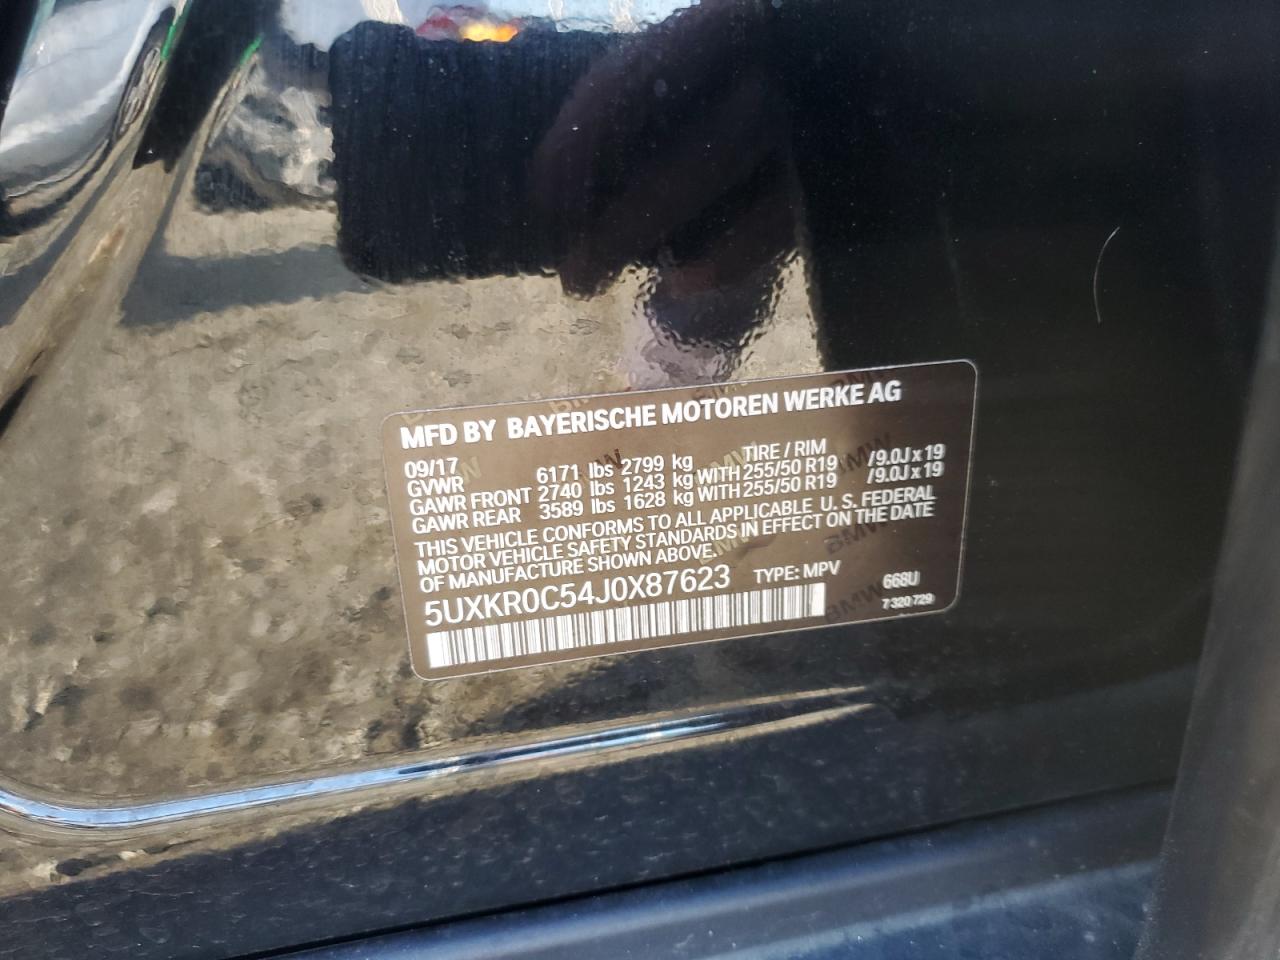 MFD BY BAYERISCHE MOTOREN WERKE AG
09/17 TIRE / RIM
GVWR 6171 lbs 2799 kg
GAWR FRONT 2740 lbs 1243 kg WITH 255/50 R19 /9.0J x 19
GAWR REAR 3589 lbs 1628 kg WITH 255/50 R19 /9.0J x 19
THIS VEHICLE CONFORMS TO ALL APPLICABLE U.S. FEDERAL
MOTOR VEHICLE SAFETY STANDARDS IN EFFECT ON THE DATE
OF MANUFACTURE SHOWN ABOVE.
5UXKR0C54J0X87623 TYPE: MPV 668U
7 320 729